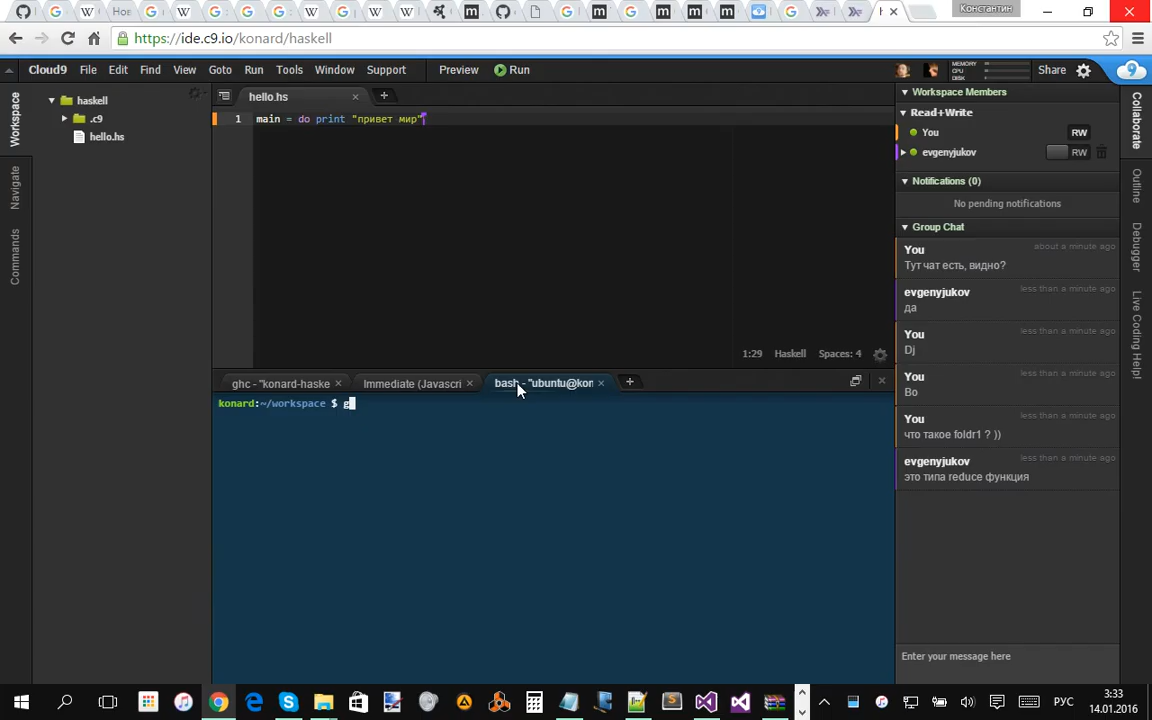 Константин
https://ide.c9.io/konard/haskell
Cloud9 File Edit Find View Goto Run Tools Window Support Preview Run MEMORY CPU DISK Share
Workspace
Navigate
Commands
haskell
.c9
hello.hs
hello.hs
1 main = do print "привет мир"
1:29 Haskell Spaces: 4
ghc - "konard-haske Immediate (Javascri bash - "ubuntu@kon
konard:~/workspace $ g
Workspace Members
Read+Write
You RW
evgenyjukov RW
Notifications (0)
No pending notifications
Group Chat
You about a minute ago
Тут чат есть, видно?
evgenyjukov less than a minute ago
да
You less than a minute ago
Dj
You less than a minute ago
Во
You less than a minute ago
что такое foldr1 ? ))
evgenyjukov less than a minute ago
это типа reduce функция
Enter your message here
Collaborate
Outline
Debugger
Live Coding Help!
РУС
3:33
14.01.2016